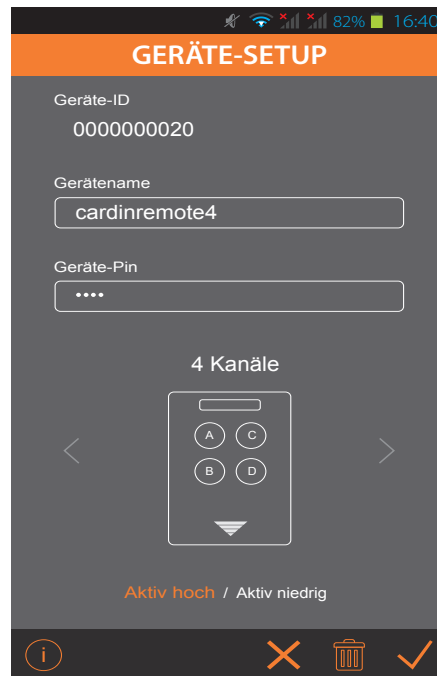 82% 16:40
GERÄTE-SETUP
Geräte-ID
0000000020
Gerätename
cardinremote4
Geräte-Pin
••••
4 Kanäle
A C
B D
Aktiv hoch / Aktiv niedrig
i